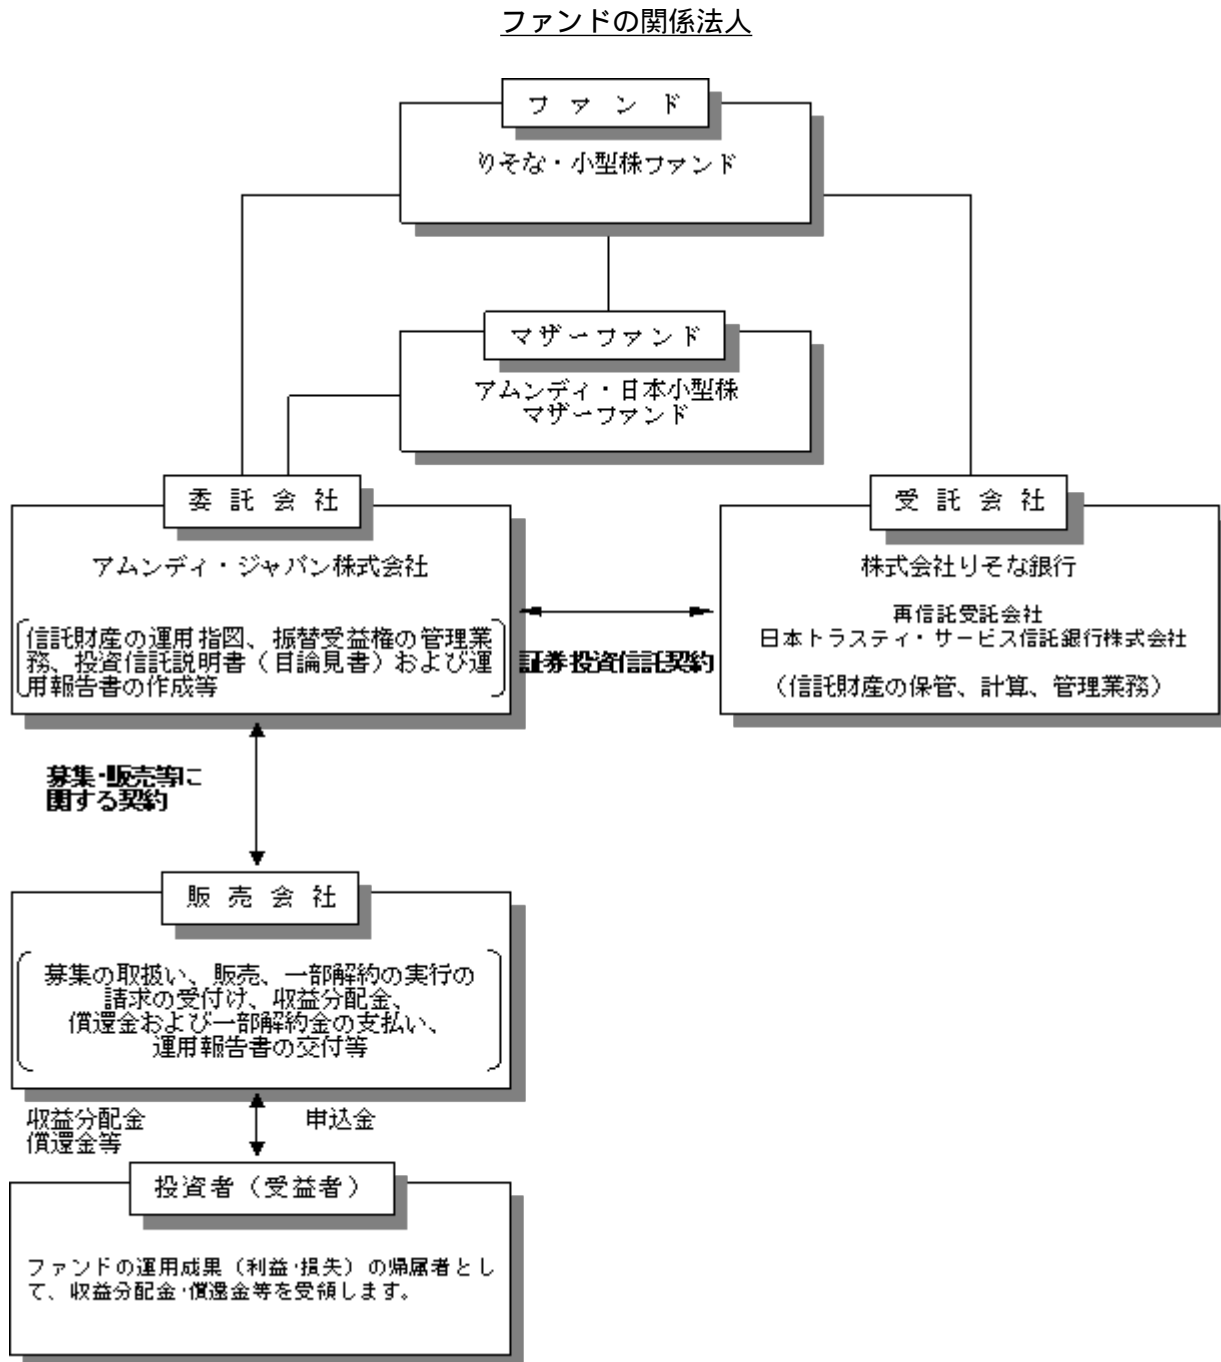 ファンドの関係法人
ファンド
りそな・小型株ファンド
マザーファンド
アムンディ・日本小型株
マザーファンド
委託会社
アムンディ・ジャパン株式会社
信託財産の運用指図、振替受益権の管理業
務、投資信託説明書（目論見書）および運
用報告書の作成等
証券投資信託契約
受託会社
株式会社りそな銀行
再信託受託会社
日本トラスティ・サービス信託銀行株式会社
（信託財産の保管、計算、管理業務）
募集・販売等に
関する契約
販売会社
募集の取扱い、販売、一部解約の実行の
請求の受付け、収益分配金、
償還金および一部解約金の支払い、
運用報告書の交付等
収益分配金
償還金等
申込金
投資者（受益者）
ファンドの運用成果（利益・損失）の帰属者とし
て、収益分配金・償還金等を受領します。